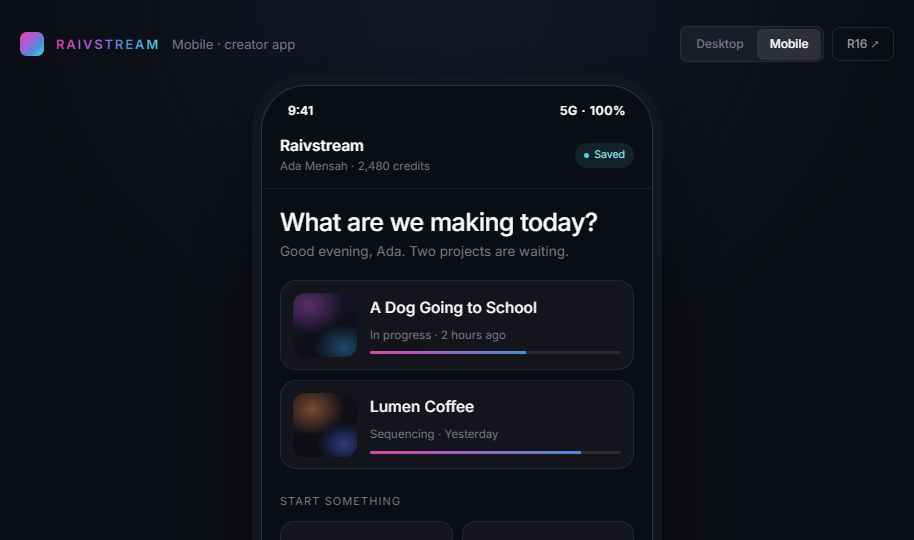 RAIVSTREAM Mobile · creator app
Desktop Mobile R16 ↗
9:41 5G · 100%
Raivstream
Ada Mensah · 2,480 credits
Saved
What are we making today?
Good evening, Ada. Two projects are waiting.
A Dog Going to School
In progress · 2 hours ago
Lumen Coffee
Sequencing · Yesterday
START SOMETHING